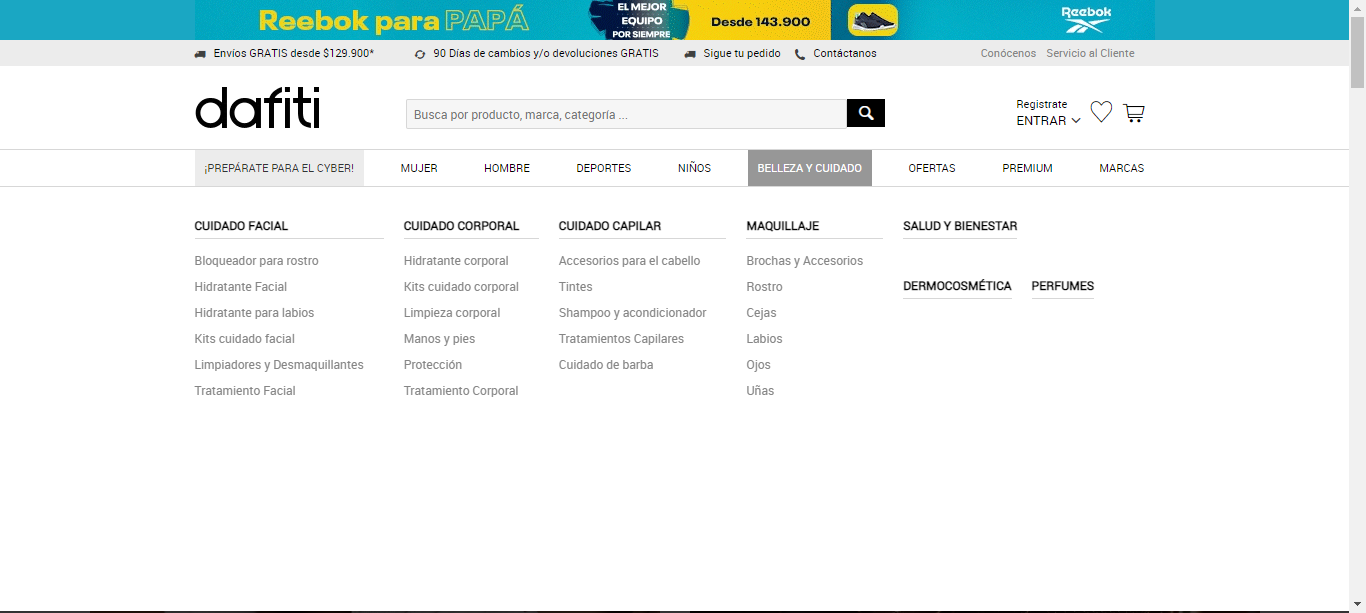 Reebok para PAPÁ
EL MEJOR
EQUIPO
POR SIEMPRE
Desde 143.900
Reebok
Envíos GRATIS desde $129.900*
90 Días de cambios y/o devoluciones GRATIS
Sigue tu pedido
Contáctanos
Conócenos
Servicio al Cliente
dafiti
Busca por producto, marca, categoría ...
Registrate
ENTRAR
¡PREPÁRATE PARA EL CYBER!
MUJER
HOMBRE
DEPORTES
NIÑOS
BELLEZA Y CUIDADO
OFERTAS
PREMIUM
MARCAS
CUIDADO FACIAL
Bloqueador para rostro
Hidratante Facial
Hidratante para labios
Kits cuidado facial
Limpiadores y Desmaquillantes
Tratamiento Facial
CUIDADO CORPORAL
Hidratante corporal
Kits cuidado corporal
Limpieza corporal
Manos y pies
Protección
Tratamiento Corporal
CUIDADO CAPILAR
Accesorios para el cabello
Tintes
Shampoo y acondicionador
Tratamientos Capilares
Cuidado de barba
MAQUILLAJE
Brochas y Accesorios
Rostro
Cejas
Labios
Ojos
Uñas
SALUD Y BIENESTAR
DERMOCOSMÉTICA
PERFUMES